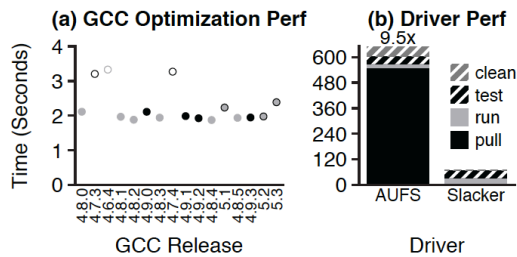 (a) GCC Optimization Perf
Time (Seconds)
4
3
2
1
0
4.8.0
4.7.3
4.6.4
4.8.1
4.8.2
4.9.0
4.8.3
4.7.4
4.9.1
4.9.2
4.8.4
5.1
4.8.5
4.9.3
5.2
5.3
GCC Release
(b) Driver Perf
9.5x
600
480
360
240
120
0
clean
test
run
pull
AUFS
Slacker
Driver